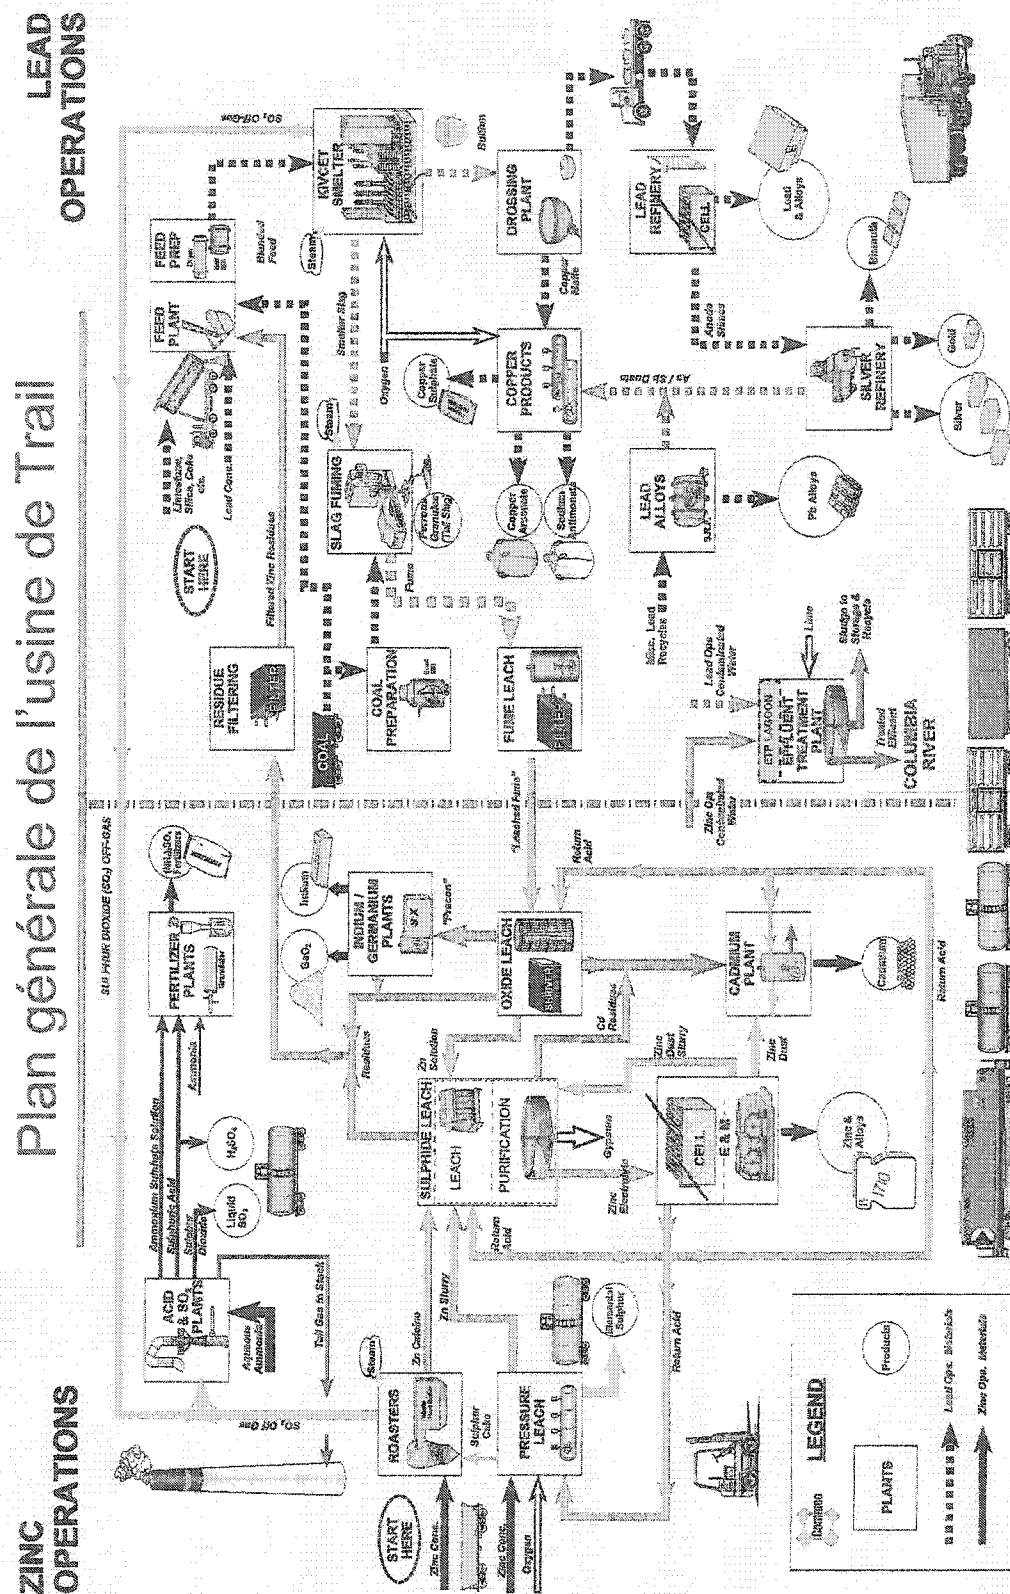 Plan générale de l'usine de Trail
ZINC
OPERATIONS
LEAD
OPERATIONS
SULPHUR DIOXIDE (SO₂) OFF-GAS
SO₂ Off Gas
ACID
& SO₂
PLANTS
Aqueous
Ammonia
Tail Gas to Stack
Ammonium Sulphate Solution
Sulphuric Acid
Sulphur
Dioxide
Liquid
SO₂
H₂SO₄
Ammonia
FERTILIZER
PLANTS
Fertilizers
START
HERE
Zinc Conc.
Zinc Conc.
Oxygen
ROASTERS
Steam
Zn Calcine
Sulphur
Cake
PRESSURE
LEACH
Zn Slurry
Elemental
Sulphur
Return Acid
Return
Acid
SULPHIDE LEACH
LEACH
PURIFICATION
Gypsum
Zinc
Electrolyte
Zn
Solution
Residues
CELL
E & M
Zinc &
Alloys
Zinc
Dust
Slurry
Zinc
Dust
Cd
Residues
OXIDE LEACH
INDIUM /
GERMANIUM
PLANTS
SX
GeO₂
Indium
"Precon"
"Leached Fume"
Return
Acid
CADMIUM
PLANT
Cadmium
Return Acid
RESIDUE
FILTERING
FILTER
Filtered Zinc Residues
START
HERE
Limestone,
Silica, Coke
etc.
Lead Conc.
FEED
PLANT
FEED
PREP
Blended
Feed
COAL
COAL
PREPARATION
FUME LEACH
FILTER
Fume
SLAG FUMING
Steam
Ferrous
Granules
(Tail Slag)
Smelter Slag
Oxygen
Steam
KIVCET
SMELTER
SO₂ Off-Gas
Bullion
DROSSING
PLANT
Copper
Matte
COPPER
PRODUCTS
Copper
Sulphate
Copper
Arsenate
Sodium
Antimonate
As / Sb Dusts
LEAD
REFINERY
CELL
Lead
& Alloys
Anode
Slimes
SILVER
REFINERY
Bismuth
Gold
Silver
LEAD
ALLOYS
Pb Alloys
Misc. Lead
Recycles
Lead Ops
Contaminated
Water
Zinc Ops
Contaminated
Water
ETP LAGOON
EFFLUENT
TREATMENT
PLANT
Lime
Sludge to
Storage &
Recycle
Treated
Effluent
COLUMBIA
RIVER
LEGEND
Cominco
PLANTS
Products
Lead Ops. Materials
Zinc Ops. Materials